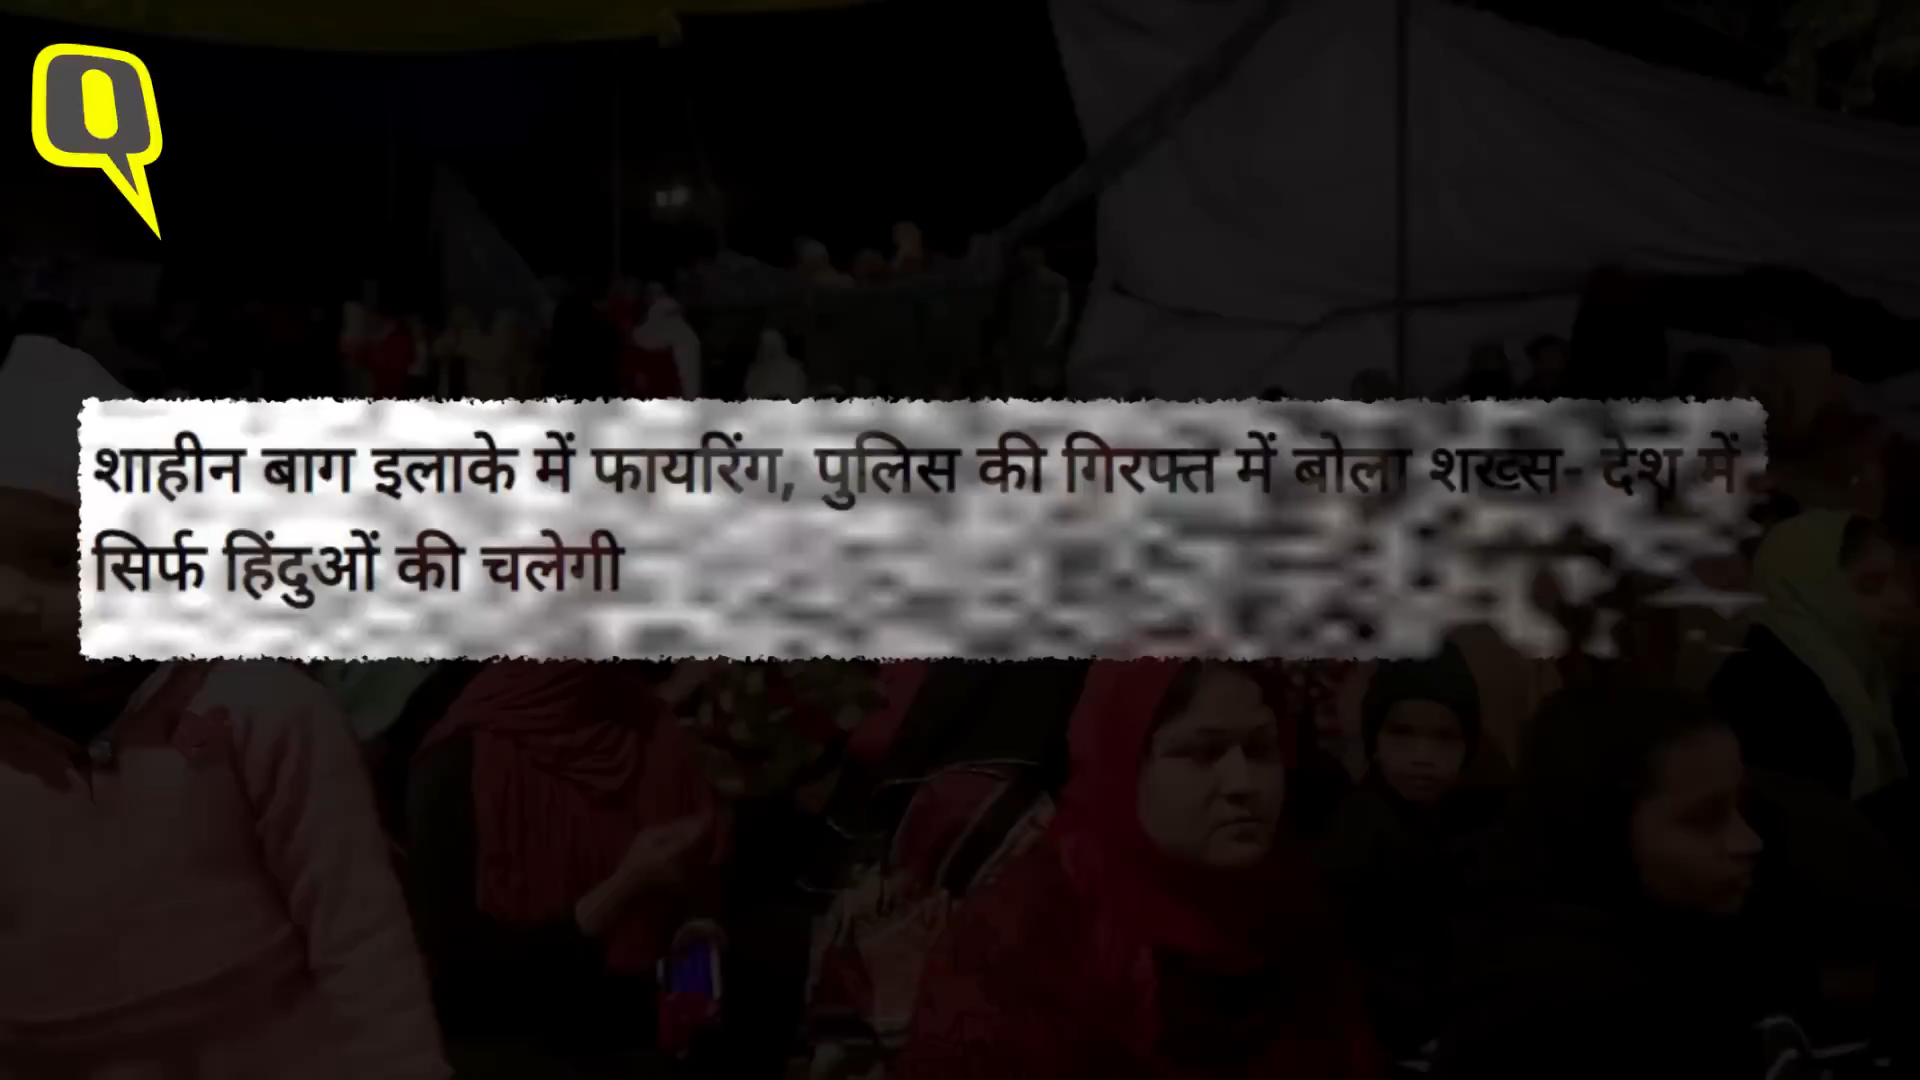 शाहीन बाग इलाके में फायरिंग, पुलिस की गिरफ्त में बोला शख्स- देश में
सिर्फ हिंदुओं की चलेगी